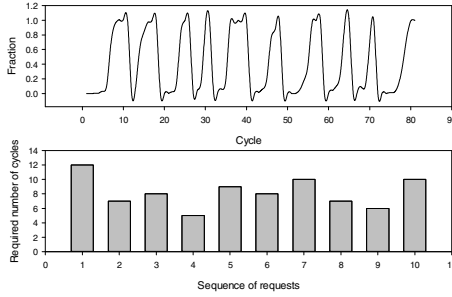 1.2
1.0
0.8
0.6
0.4
0.2
0.0
Fraction
0 10 20 30 40 50 60 70 80 9
Cycle
14
12
10
8
6
4
2
0
Required number of cycles
0 1 2 3 4 5 6 7 8 9 10 1
Sequence of requests